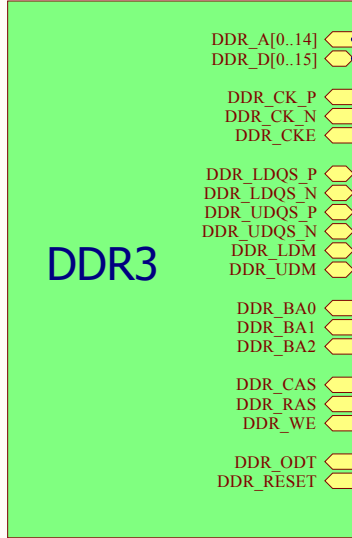 DDR_A[0..14]
DDR_D[0..15]
DDR_CK_P
DDR_CK_N
DDR_CKE
DDR_LDQS_P
DDR_LDQS_N
DDR_UDQS_P
DDR_UDQS_N
DDR_LDM
DDR_UDM
DDR3
DDR_BA0
DDR_BA1
DDR_BA2
DDR_CAS
DDR_RAS
DDR_WE
DDR_ODT
DDR_RESET